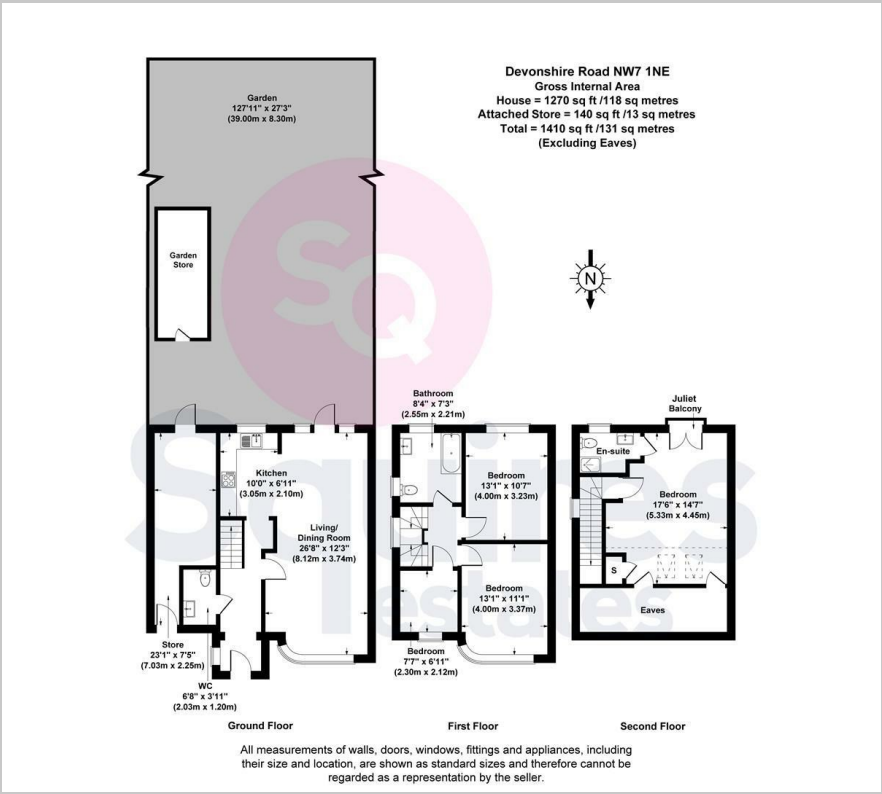 Devonshire Road NW7 1NE
Gross Internal Area
House = 1270 sq ft /118 sq metres
Attached Store = 140 sq ft /13 sq metres
Total = 1410 sq ft /131 sq metres
(Excluding Eaves)
Garden
127'11" x 27'3"
(39.00m x 8.30m)
Garden
Store
SQ
Squires
estates
N
Kitchen
10'0" x 6'11"
(3.05m x 2.10m)
Living/
Dining Room
26'8" x 12'3"
(8.12m x 3.74m)
Store
23'1" x 7'5"
(7.03m x 2.25m)
WC
6'8" x 3'11"
(2.03m x 1.20m)
Ground Floor
Bathroom
8'4" x 7'3"
(2.55m x 2.21m)
Bedroom
13'1" x 10'7"
(4.00m x 3.23m)
Bedroom
13'1" x 11'1"
(4.00m x 3.37m)
Bedroom
7'7" x 6'11"
(2.30m x 2.12m)
First Floor
Juliet
Balcony
En-suite
Bedroom
17'6" x 14'7"
(5.33m x 4.45m)
S
Eaves
Second Floor
All measurements of walls, doors, windows, fittings and appliances, including
their size and location, are shown as standard sizes and therefore cannot be
regarded as a representation by the seller.